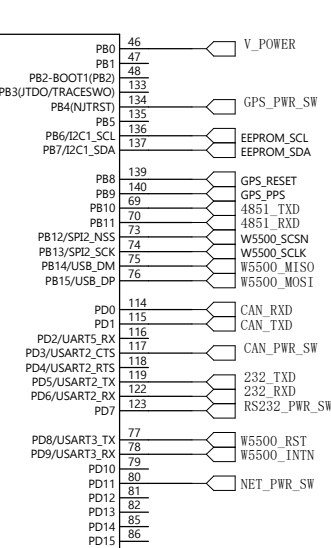 PB0 46 V_POWER
PB1 47
PB2-BOOT1(PB2) 48
PB3(JTDO/TRACESWO) 133
PB4(NJTRST) 134 GPS_PWR_SW
PB5 135
PB6/I2C1_SCL 136 EEPROM_SCL
PB7/I2C1_SDA 137 EEPROM_SDA
PB8 139 GPS_RESET
PB9 140 GPS_PPS
PB10 69 4851_TXD
PB11 70 4851_RXD
PB12/SPI2_NSS 73 W5500_SCSN
PB13/SPI2_SCK 74 W5500_SCLK
PB14/USB_DM 75 W5500_MISO
PB15/USB_DP 76 W5500_MOSI
PD0 114 CAN_RXD
PD1 115 CAN_TXD
PD2/UART5_RX 116
PD3/USART2_CTS 117 CAN_PWR_SW
PD4/USART2_RTS 118
PD5/USART2_TX 119 232_TXD
PD6/USART2_RX 122 232_RXD
PD7 123 RS232_PWR_SW
PD8/USART3_TX 77 W5500_RST
PD9/USART3_RX 78 W5500_INTN
PD10 79
PD11 80 NET_PWR_SW
PD12 81
PD13 82
PD14 85
PD15 86